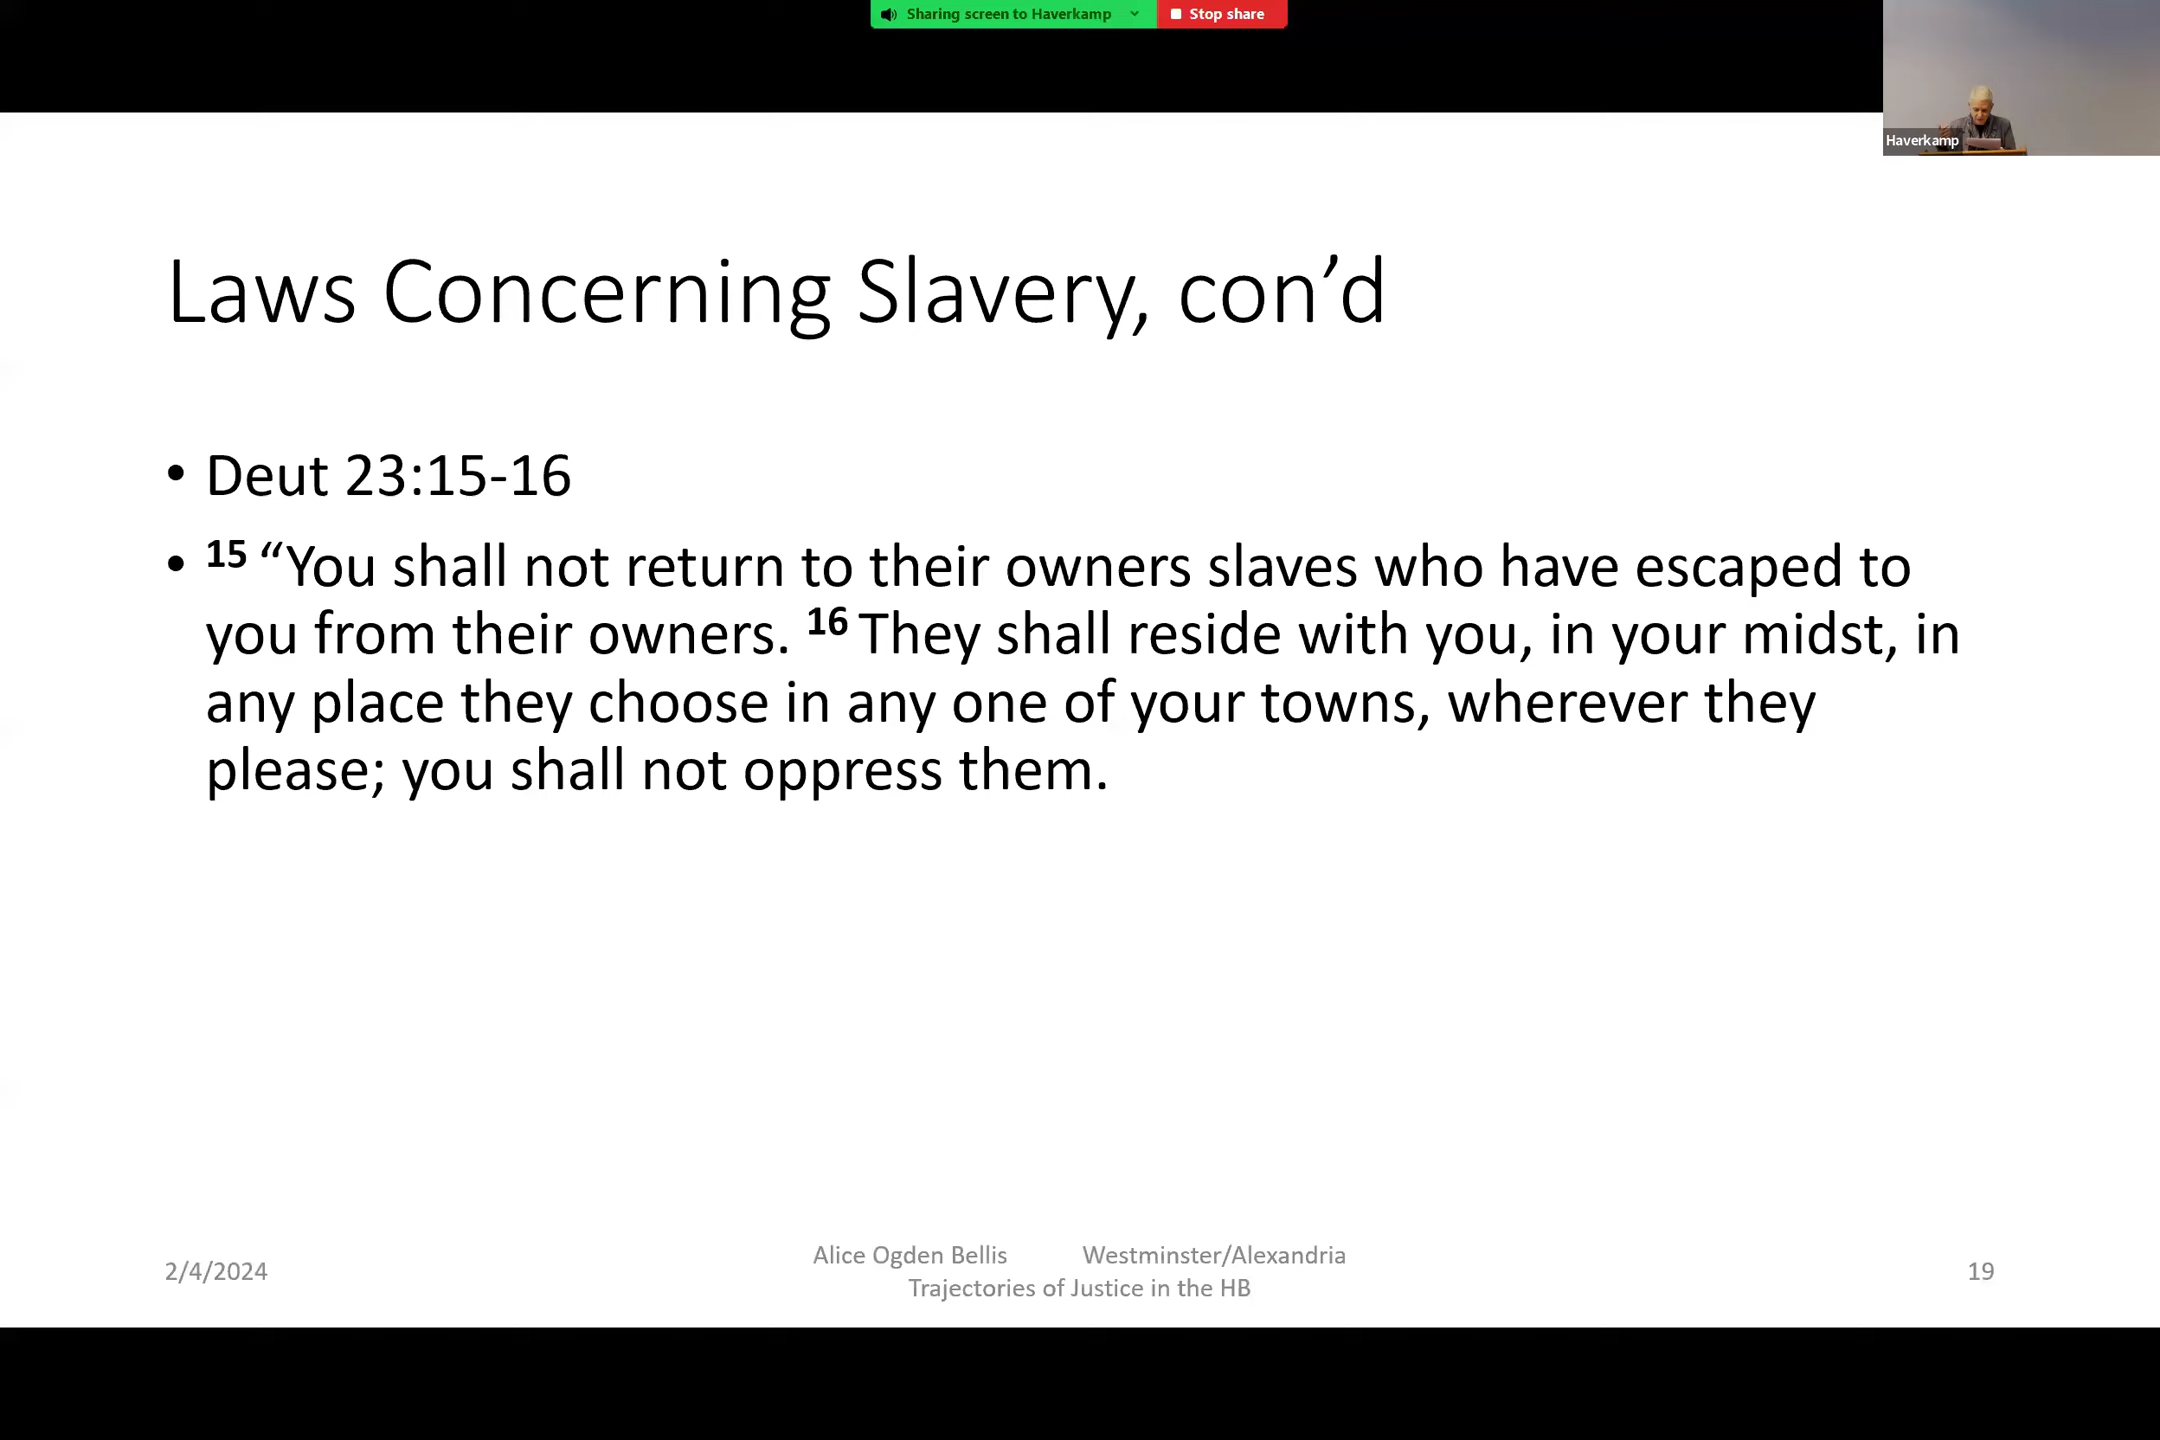 Sharing screen to Haverkamp
Stop share
Haverkamp
Laws Concerning Slavery, con’d
• Deut 23:15-16
• 15 “You shall not return to their owners slaves who have escaped to
you from their owners. 16 They shall reside with you, in your midst, in
any place they choose in any one of your towns, wherever they
please; you shall not oppress them.
2/4/2024
Alice Ogden Bellis Westminster/Alexandria
Trajectories of Justice in the HB
19